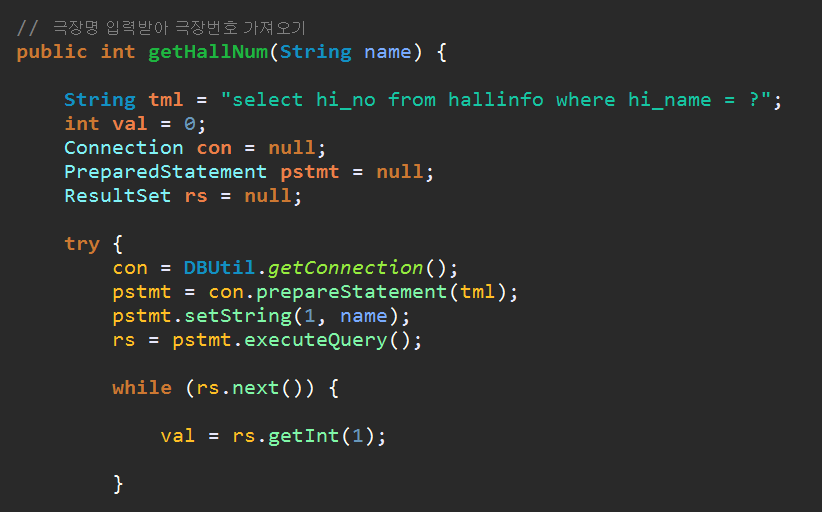 // 극장명 입력받아 극장번호 가져오기
public int getHallNum(String name) {
String tml = "select hi_no from hallinfo where hi_name = ?";
int val = 0;
Connection con = null;
PreparedStatement pstmt = null;
ResultSet rs = null;
try {
con = DBUtil.getConnection();
pstmt = con.prepareStatement(tml);
pstmt.setString(1, name);
rs = pstmt.executeQuery();
while (rs.next()) {
val = rs.getInt(1);
}